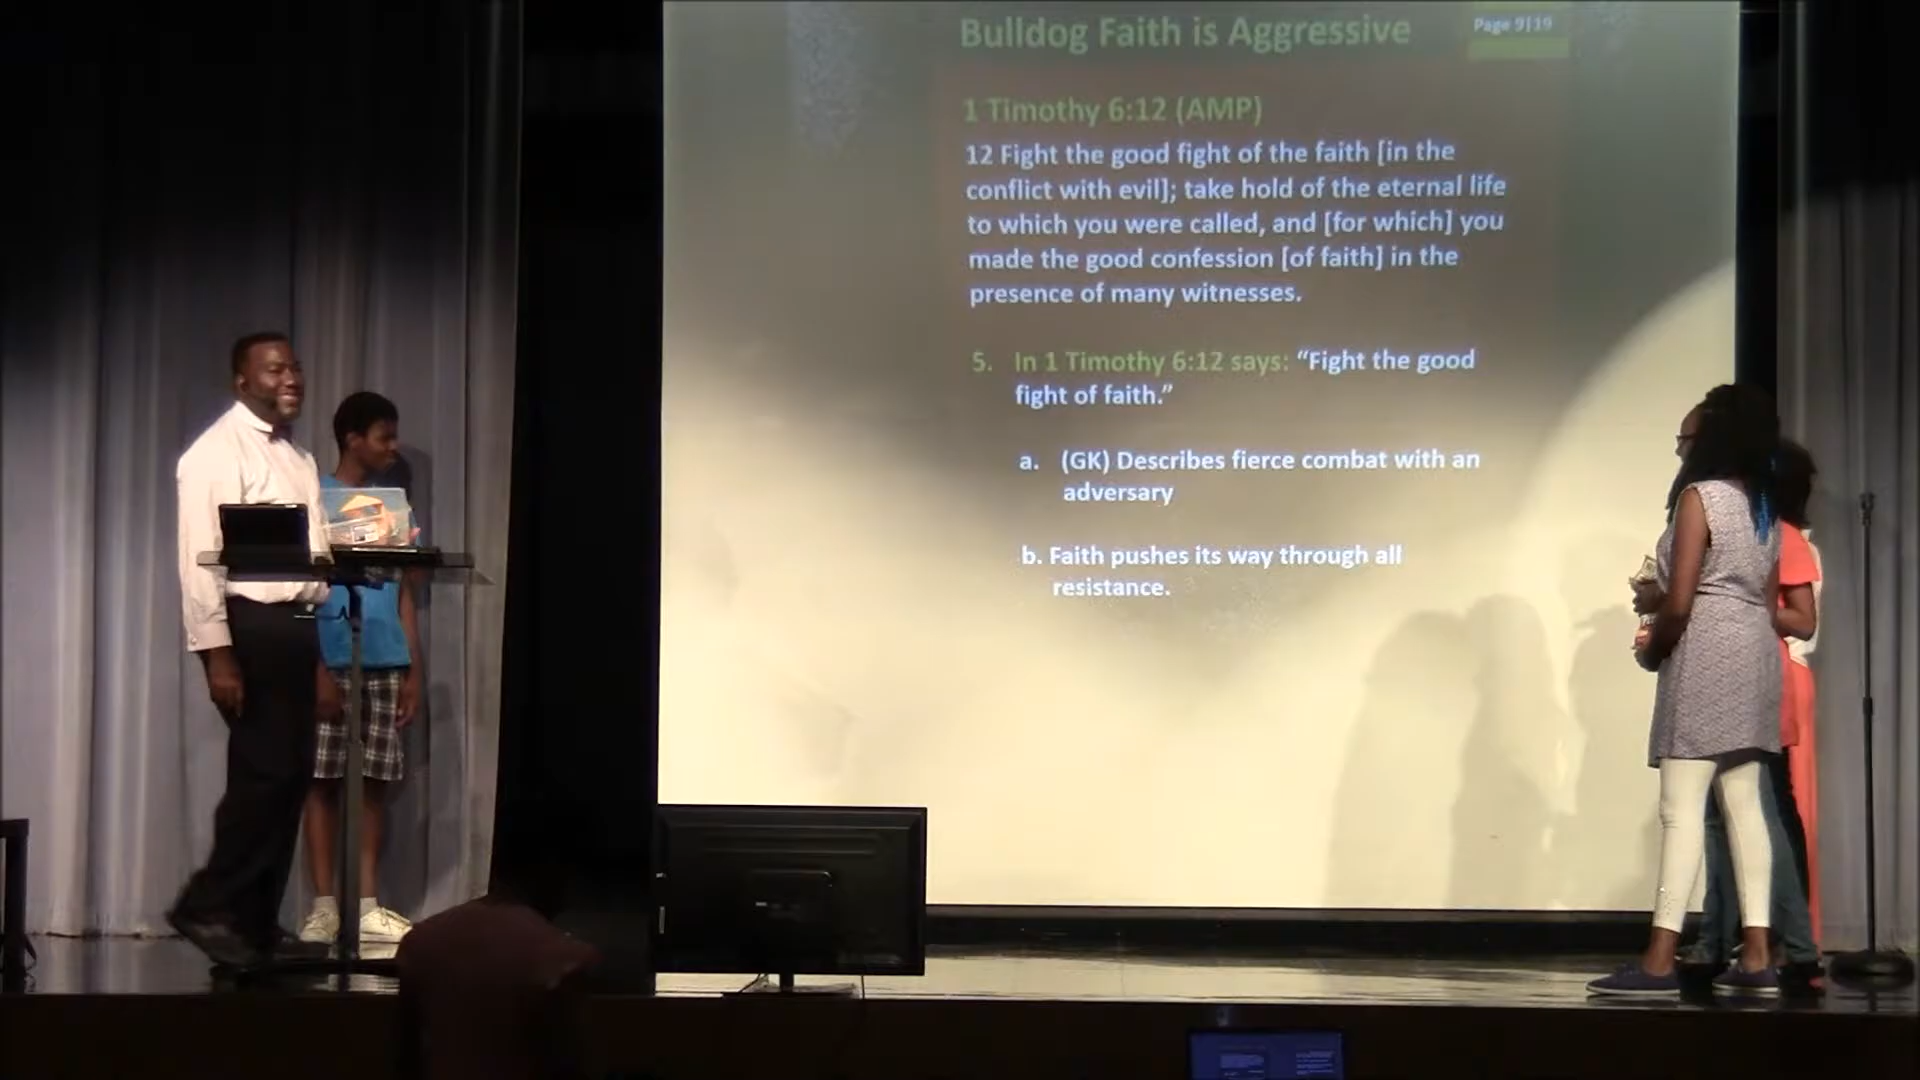 Bulldog Faith is Aggressive
Page 9|19
1 Timothy 6:12 (AMP)
12 Fight the good fight of the faith [in the
conflict with evil]; take hold of the eternal life
to which you were called, and [for which] you
made the good confession [of faith] in the
presence of many witnesses.
5. In 1 Timothy 6:12 says: “Fight the good
fight of faith.”
a. (GK) Describes fierce combat with an
adversary
b. Faith pushes its way through all
resistance.